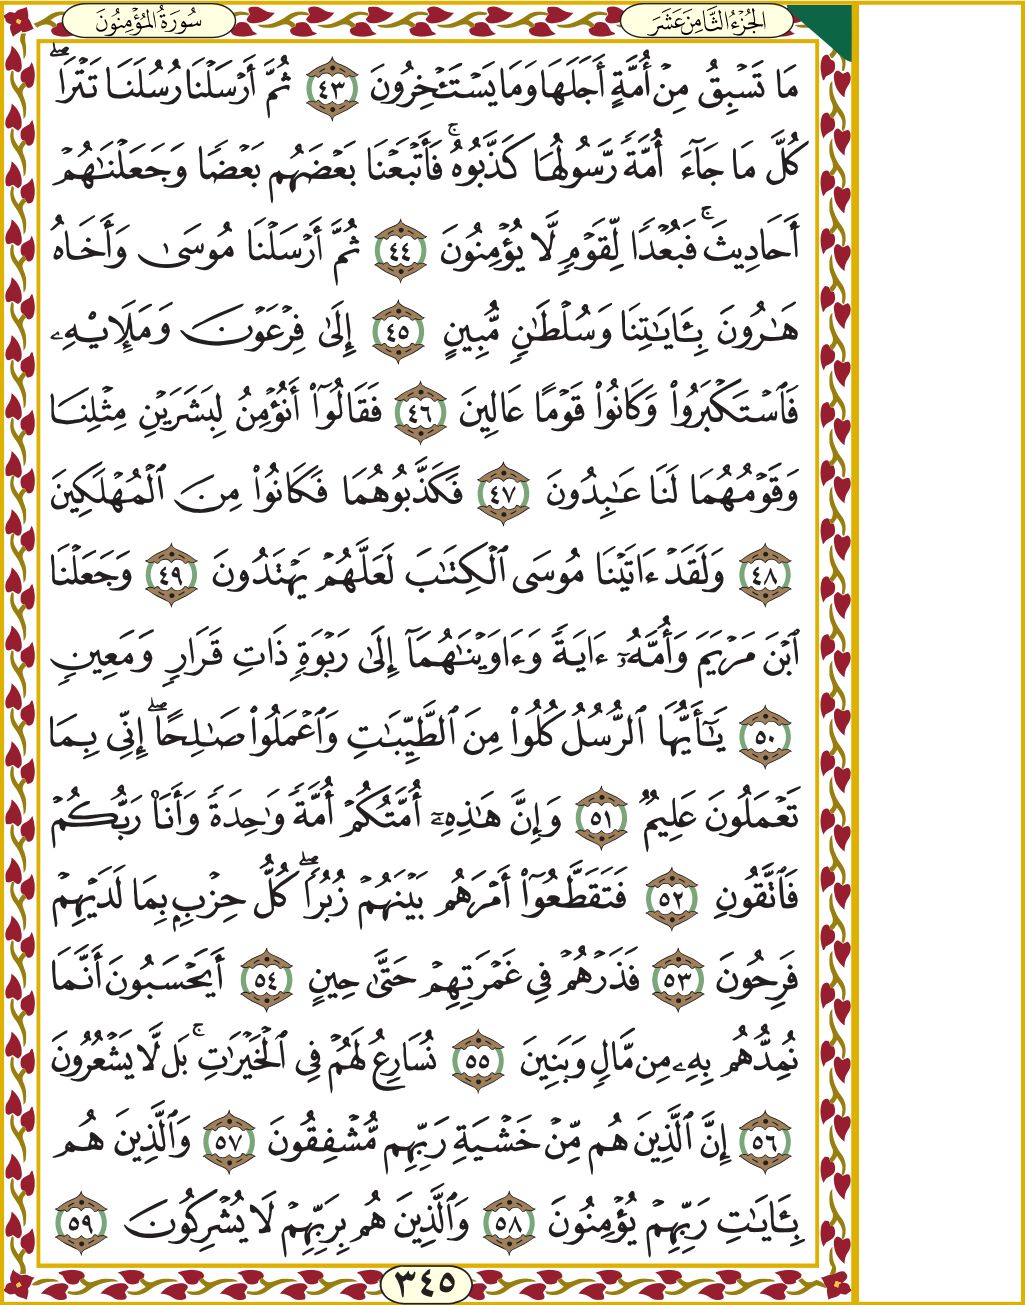 الجُزْءُ الثَّامِنَ عَشَرَ
سُورَةُ المُؤْمِنُونَ
مَا تَسْبِقُ مِنْ أُمَّةٍ أَجَلَهَا وَمَا يَسْتَـْٔخِرُونَ ٤٣ ثُمَّ أَرْسَلْنَا رُسُلَنَا تَتْرَاۖ
كُلَّ مَا جَآءَ أُمَّةً رَّسُولُهَا كَذَّبُوهُۚ فَأَتْبَعْنَا بَعْضَهُم بَعْضًا وَجَعَلْنَٰهُمْ
أَحَادِيثَۚ فَبُعْدًا لِّقَوْمٍ لَّا يُؤْمِنُونَ ٤٤ ثُمَّ أَرْسَلْنَا مُوسَىٰ وَأَخَاهُ
هَٰرُونَ بِـَٔايَٰتِنَا وَسُلْطَٰنٍ مُّبِينٍ ٤٥ إِلَىٰ فِرْعَوْنَ وَمَلَإِي۟هِۦ
فَٱسْتَكْبَرُوا۟ وَكَانُوا۟ قَوْمًا عَالِينَ ٤٦ فَقَالُوٓا۟ أَنُؤْمِنُ لِبَشَرَيْنِ مِثْلِنَا
وَقَوْمُهُمَا لَنَا عَٰبِدُونَ ٤٧ فَكَذَّبُوهُمَا فَكَانُوا۟ مِنَ ٱلْمُهْلَكِينَ
٤٨ وَلَقَدْ ءَاتَيْنَا مُوسَى ٱلْكِتَٰبَ لَعَلَّهُمْ يَهْتَدُونَ ٤٩ وَجَعَلْنَا
ٱبْنَ مَرْيَمَ وَأُمَّهُۥٓ ءَايَةً وَءَاوَيْنَٰهُمَآ إِلَىٰ رَبْوَةٍ ذَاتِ قَرَارٍ وَمَعِينٍ
٥٠ يَٰٓأَيُّهَا ٱلرُّسُلُ كُلُوا۟ مِنَ ٱلطَّيِّبَٰتِ وَٱعْمَلُوا۟ صَٰلِحًاۖ إِنِّى بِمَا
تَعْمَلُونَ عَلِيمٌ ٥١ وَإِنَّ هَٰذِهِۦٓ أُمَّتُكُمْ أُمَّةً وَٰحِدَةً وَأَنَا۠ رَبُّكُمْ
فَٱتَّقُونِ ٥٢ فَتَقَطَّعُوٓا۟ أَمْرَهُم بَيْنَهُمْ زُبُرًاۖ كُلُّ حِزْبٍۭ بِمَا لَدَيْهِمْ
فَرِحُونَ ٥٣ فَذَرْهُمْ فِى غَمْرَتِهِمْ حَتَّىٰ حِينٍ ٥٤ أَيَحْسَبُونَ أَنَّمَا
نُمِدُّهُم بِهِۦ مِن مَّالٍ وَبَنِينَ ٥٥ نُسَارِعُ لَهُمْ فِى ٱلْخَيْرَٰتِۚ بَل لَّا يَشْعُرُونَ
٥٦ إِنَّ ٱلَّذِينَ هُم مِّنْ خَشْيَةِ رَبِّهِم مُّشْفِقُونَ ٥٧ وَٱلَّذِينَ هُم
بِـَٔايَٰتِ رَبِّهِمْ يُؤْمِنُونَ ٥٨ وَٱلَّذِينَ هُم بِرَبِّهِمْ لَا يُشْرِكُونَ ٥٩
٣٤٥